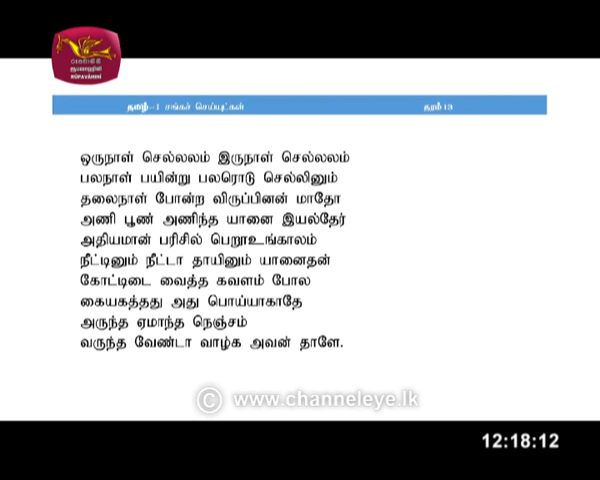 RUPAVAHINI
தமிழ்-1 சங்கச் செய்யுட்கள்
தரம்13
ஒருநாள் செல்லலம் இருநாள் செல்லலம்
பலநாள் பயின்று பலரொடு செல்லினும்
தலைநாள் போன்ற விருப்பினன் மாதோ
அணி பூண் அணிந்த யானை இயல்தேர்
அதியமான் பரிசில் பெறூஉங்காலம்
நீட்டினும் நீட்டா தாயினும் யானைதன்
கோட்டிடை வைத்த கவளம் போல
கையகத்தது அது பொய்யாகாதே
அருந்த ஏமாந்த நெஞ்சம்
வருந்த வேண்டா வாழ்க அவன் தாளே.
© www.channeleye.lk
12:18:12